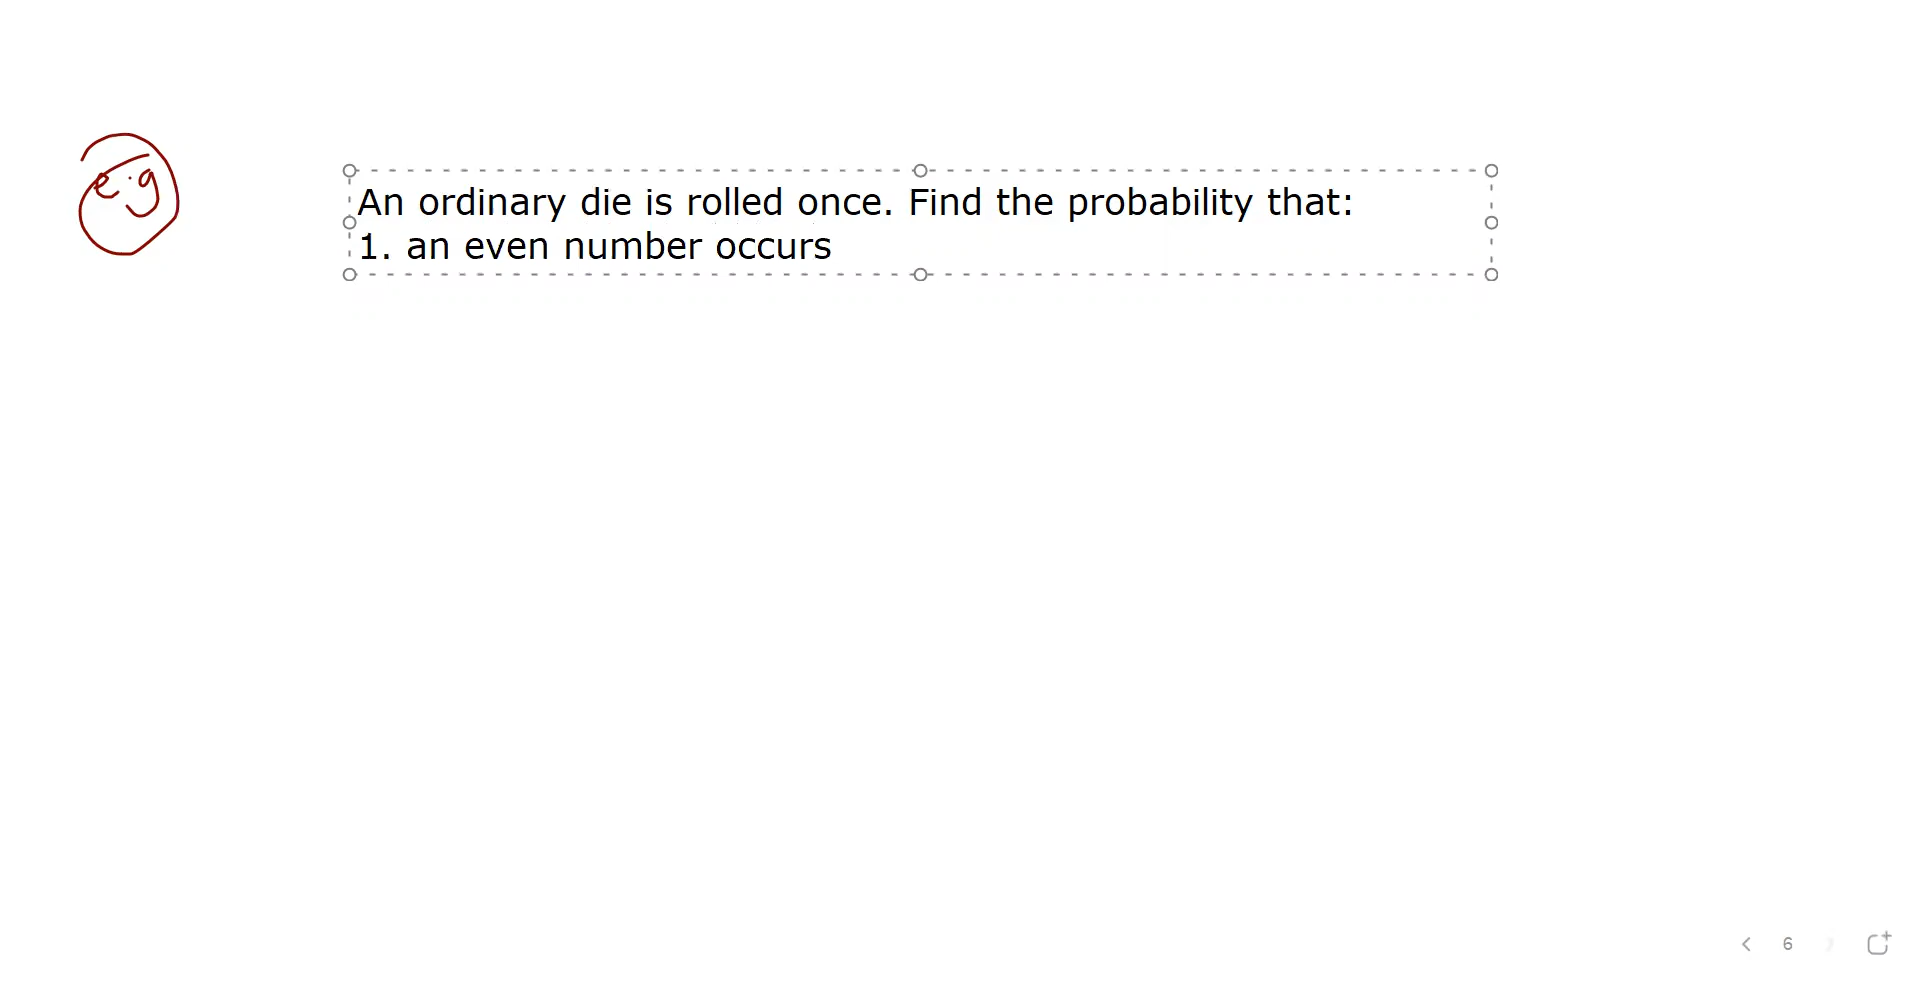 e.g
An ordinary die is rolled once. Find the probability that:
1. an even number occurs
6